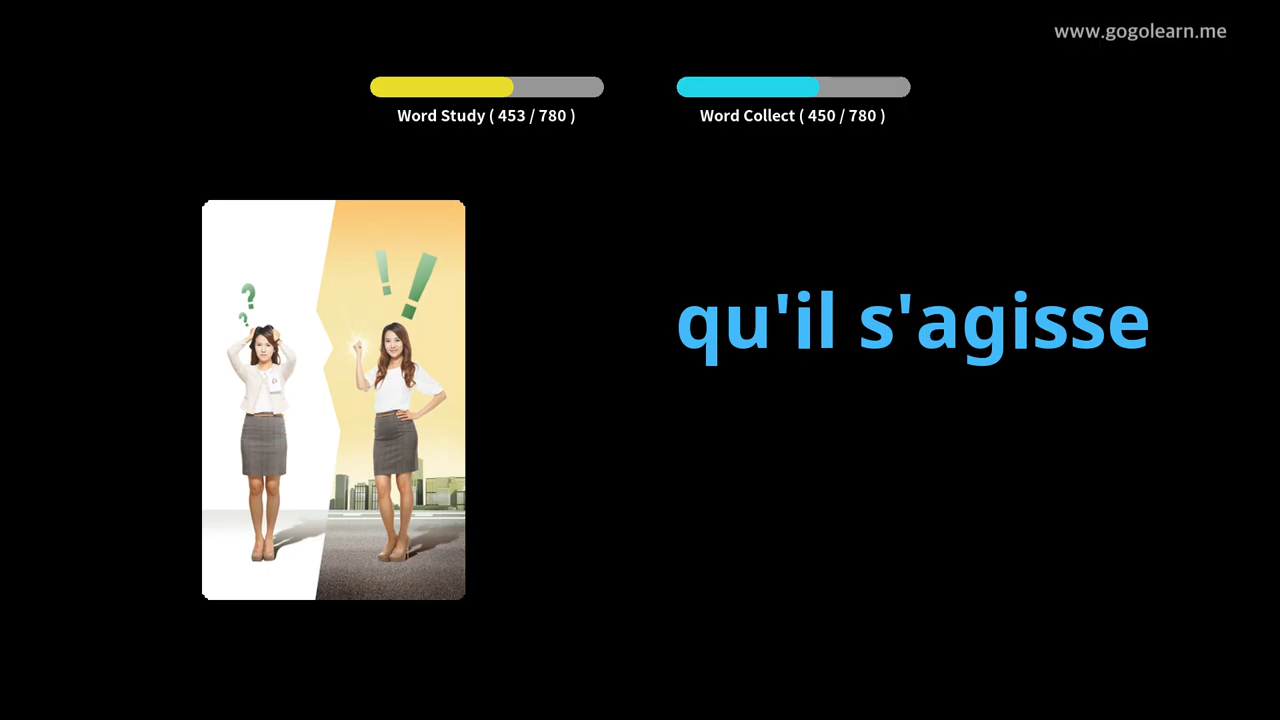 www.gogolearn.me
Word Study ( 453 / 780 )
Word Collect ( 450 / 780 )
? ?
! !
qu'il s'agisse